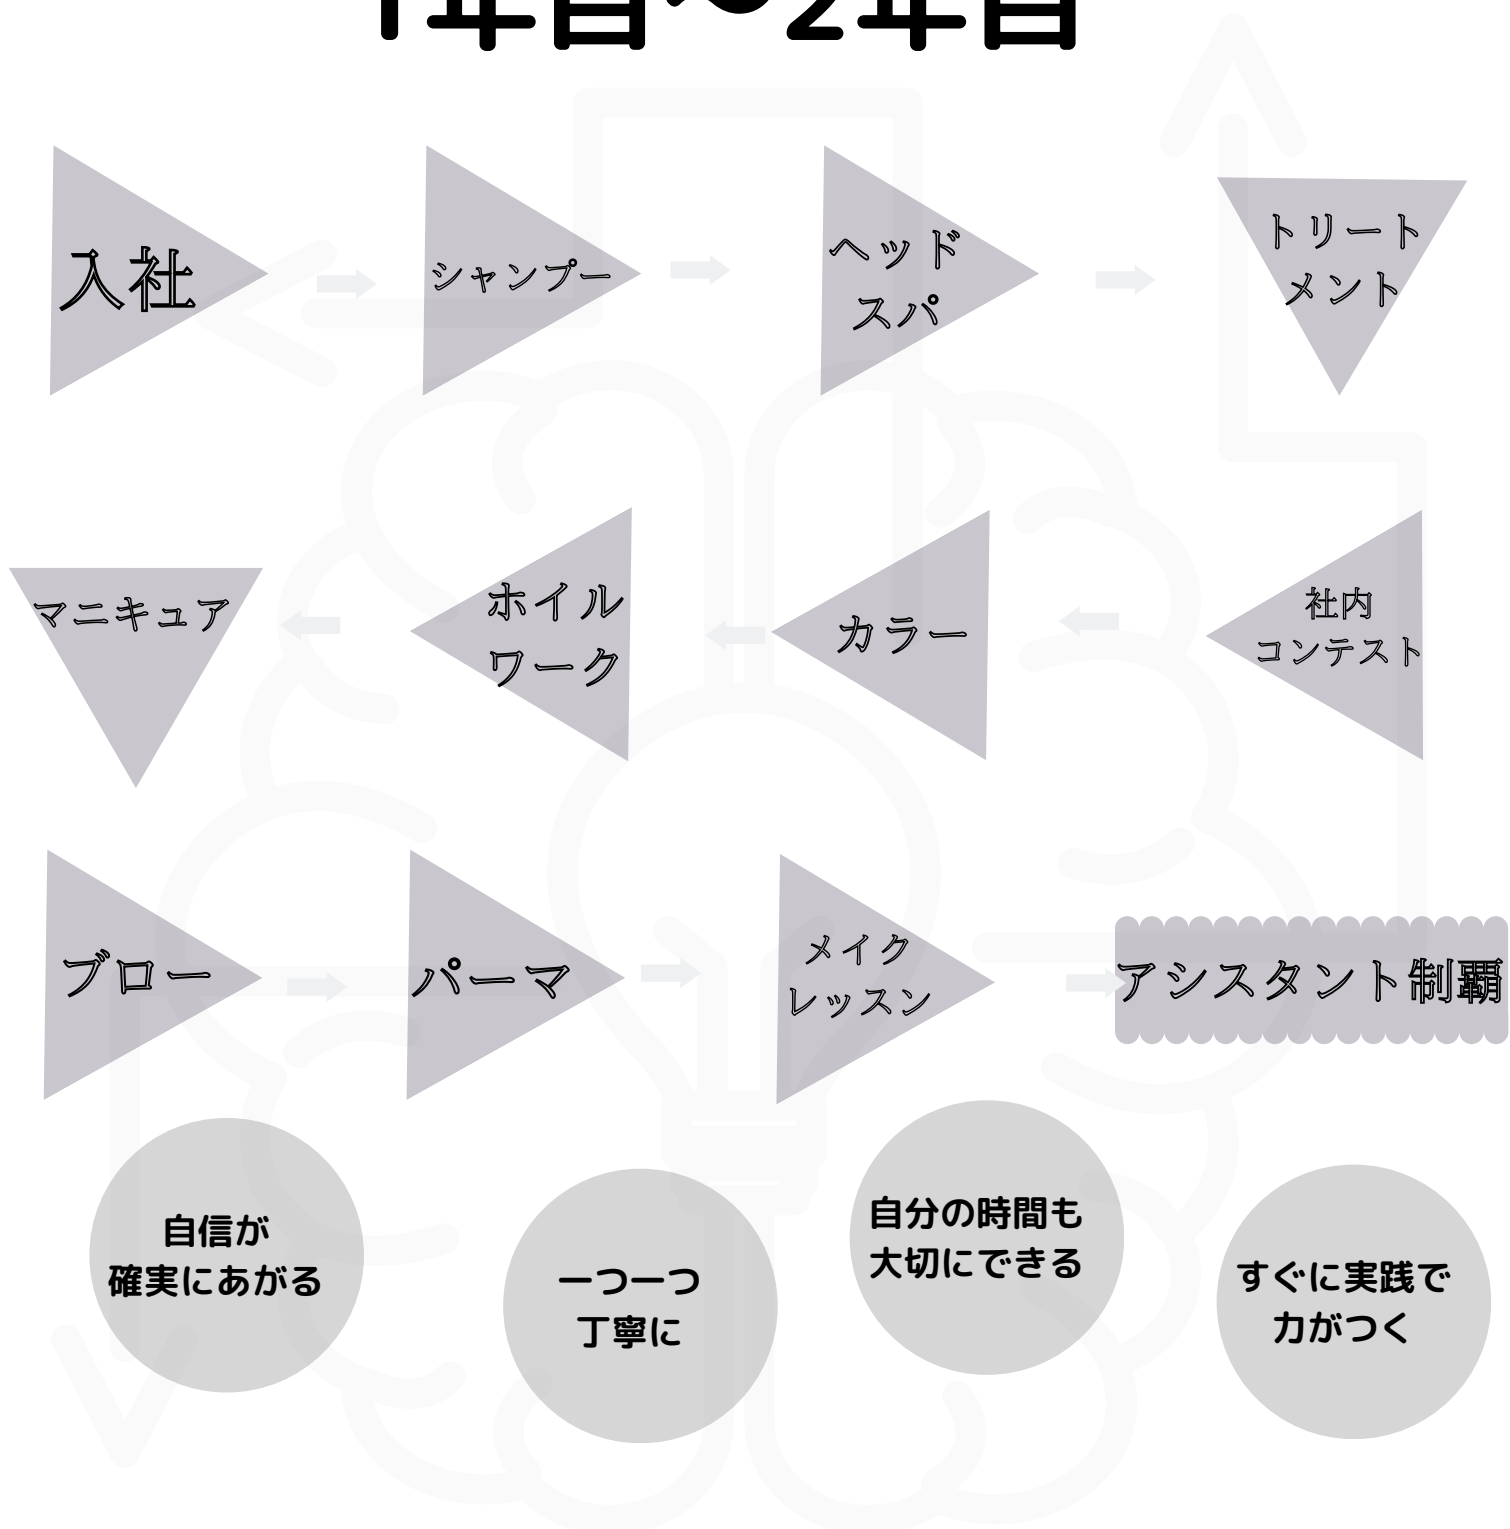 1年目〜2年目
入社
シャンプー
ヘッド
スパ
トリート
メント
社内
コンテスト
カラー
ホイル
ワーク
マニキュア
ブロー
パーマ
メイク
レッスン
アシスタント制覇
自信が
確実にあがる
一つ一つ
丁寧に
自分の時間も
大切にできる
すぐに実践で
力がつく